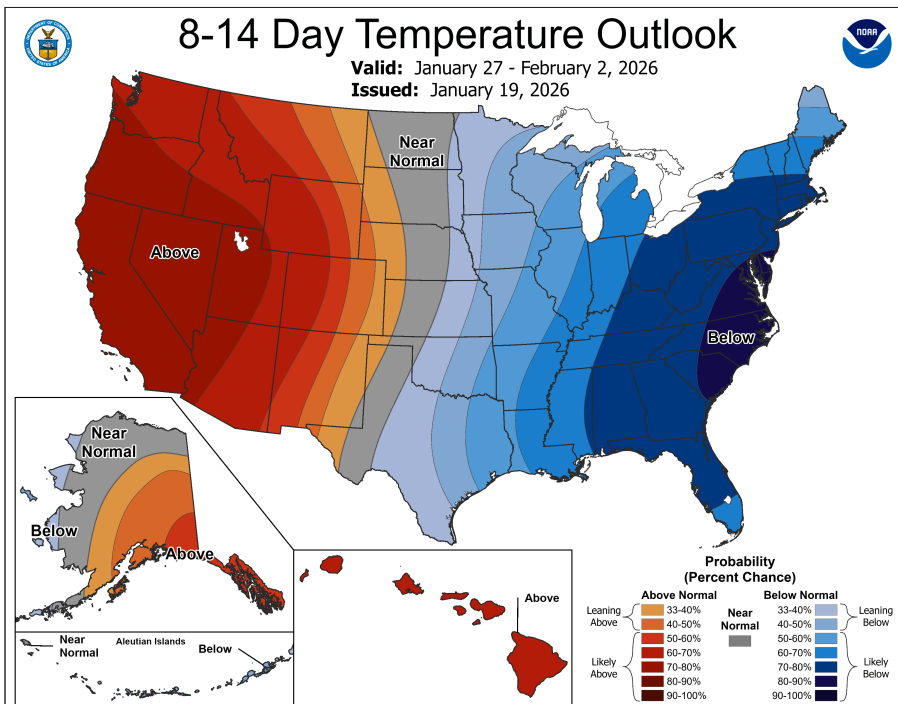 8-14 Day Temperature Outlook
Valid: January 27 - February 2, 2026
Issued: January 19, 2026
NOAA
Near
Normal
Above
Below
Near
Normal
Below
Above
Near
Normal
Aleutian Islands
Below
Above
Probability
(Percent Chance)
Above Normal
Below Normal
Leaning
Above
33-40%
40-50%
Likely
Above
50-60%
60-70%
70-80%
80-90%
90-100%
Near
Normal
33-40%
40-50%
Leaning
Below
50-60%
60-70%
70-80%
80-90%
90-100%
Likely
Below